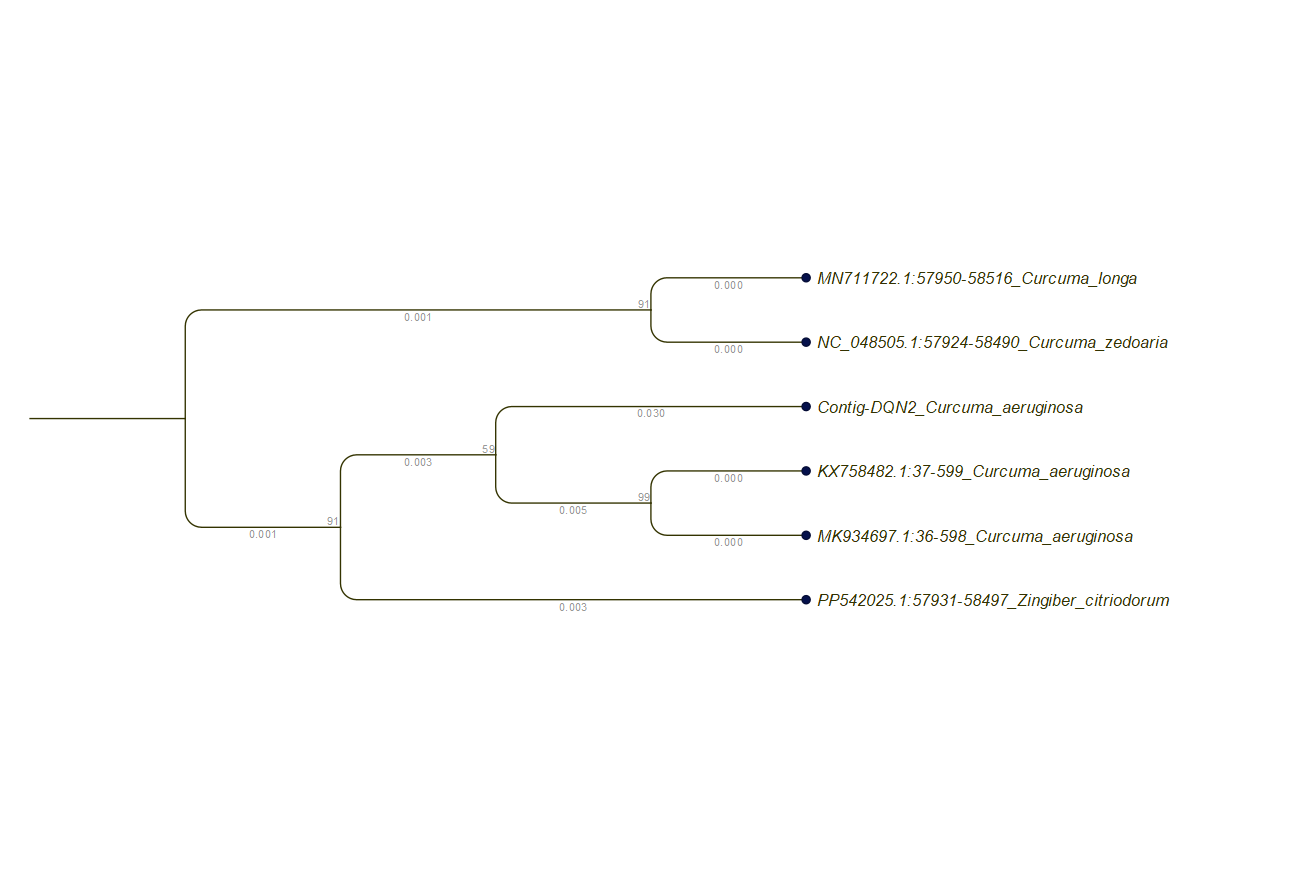 MN711722.1:57950-58516_Curcuma_longa
0.000
91
0.001
NC_048505.1:57924-58490_Curcuma_zedoaria
0.000
Contig-DQN2_Curcuma_aeruginosa
0.030
59
0.003
KX758482.1:37-599_Curcuma_aeruginosa
0.000
99
0.005
91
0.001
MK934697.1:36-598_Curcuma_aeruginosa
0.000
PP542025.1:57931-58497_Zingiber_citriodorum
0.003